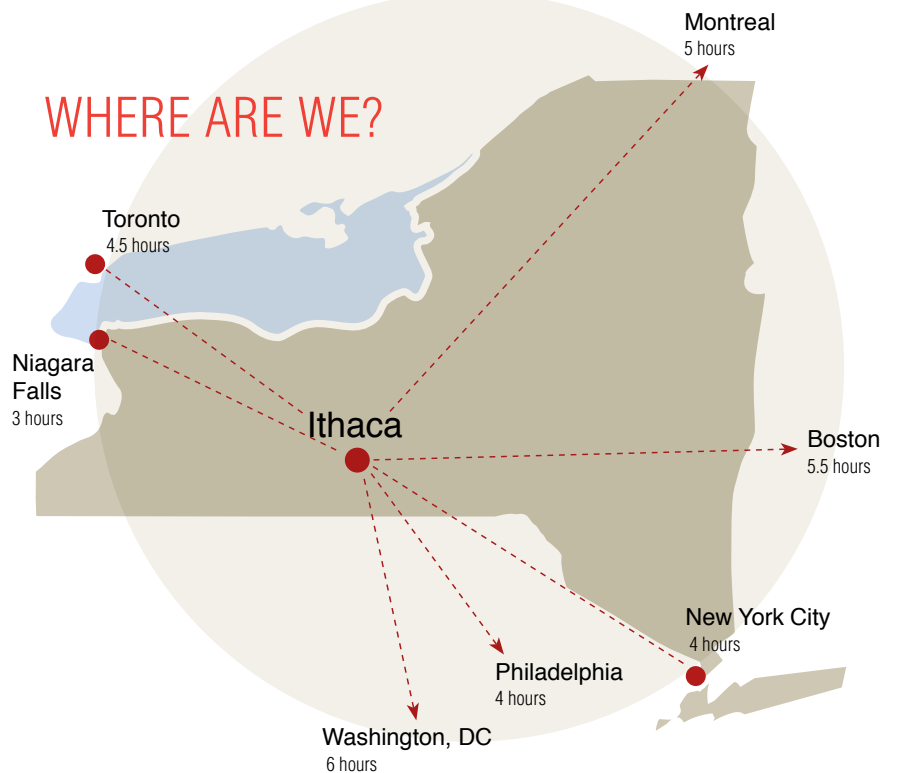 Montreal
5 hours
WHERE ARE WE?
Toronto
4.5 hours
Niagara
Falls
3 hours
Ithaca
Boston
5.5 hours
New York City
4 hours
Philadelphia
4 hours
Washington, DC
6 hours